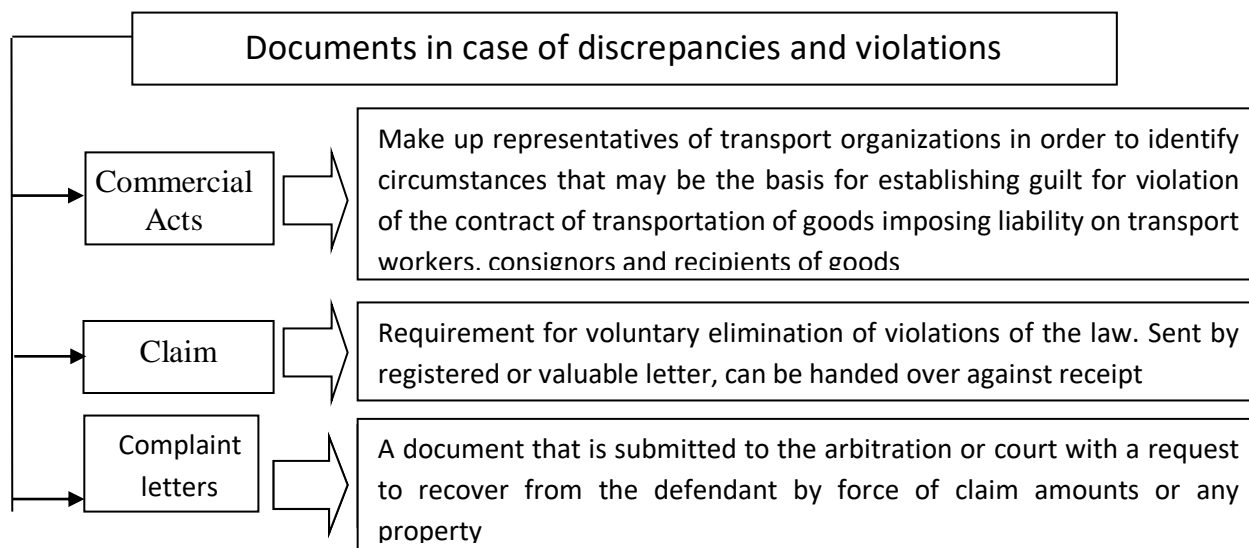 Documents in case of discrepancies and violations
Commercial
Acts
Make up representatives of transport organizations in order to identify
circumstances that may be the basis for establishing guilt for violation
of the contract of transportation of goods imposing liability on transport
workers, consignors and recipients of goods
Claim
Requirement for voluntary elimination of violations of the law. Sent by
registered or valuable letter, can be handed over against receipt
Complaint
letters
A document that is submitted to the arbitration or court with a request
to recover from the defendant by force of claim amounts or any
property